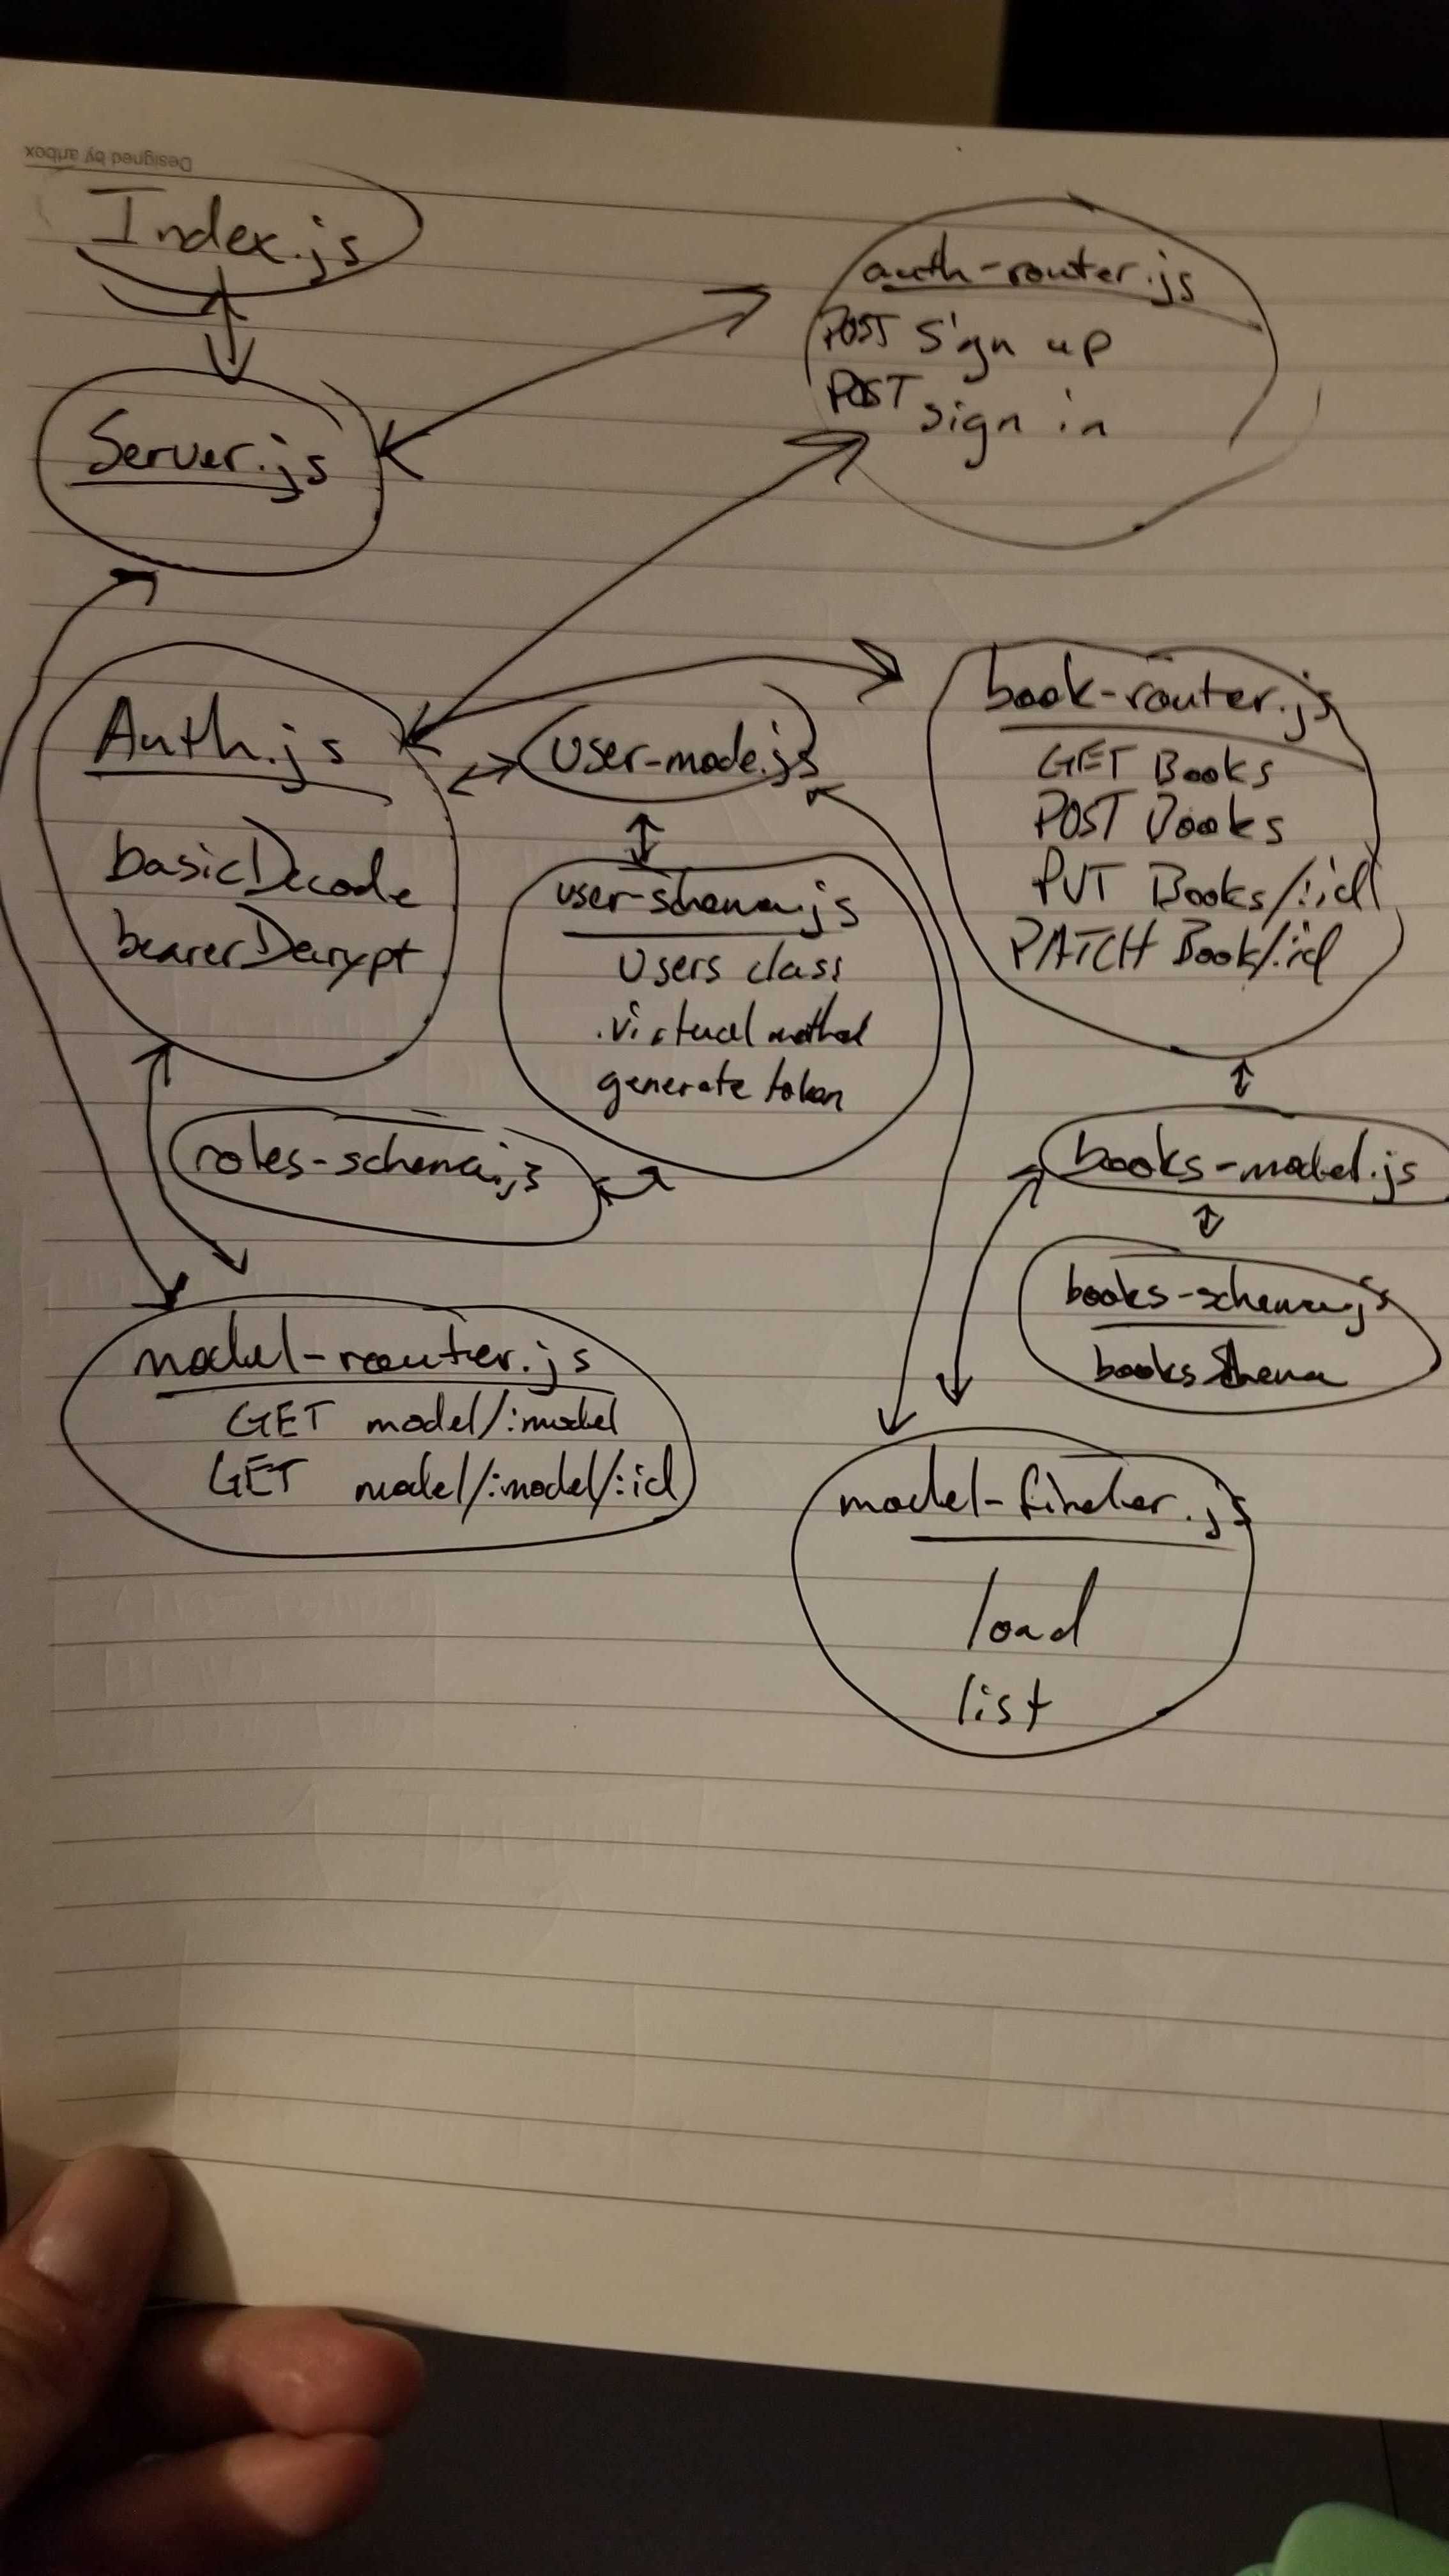 Designed by artbox
Index.js
Server.js
auth-router.js
POST Sign up
POST sign in
Auth.js
basicDecode
bearerDecrypt
user-mode.js
user-schema.js
Users class
.virtual method
generate token
book-router.js
GET Books
POST Books
PUT Books/:id
PATCH Book/:id
roles-schema.js
books-model.js
books-schema.js
books Schema
model-router.js
GET model/:model
GET model/:model/:id
model-finder.js
load
list